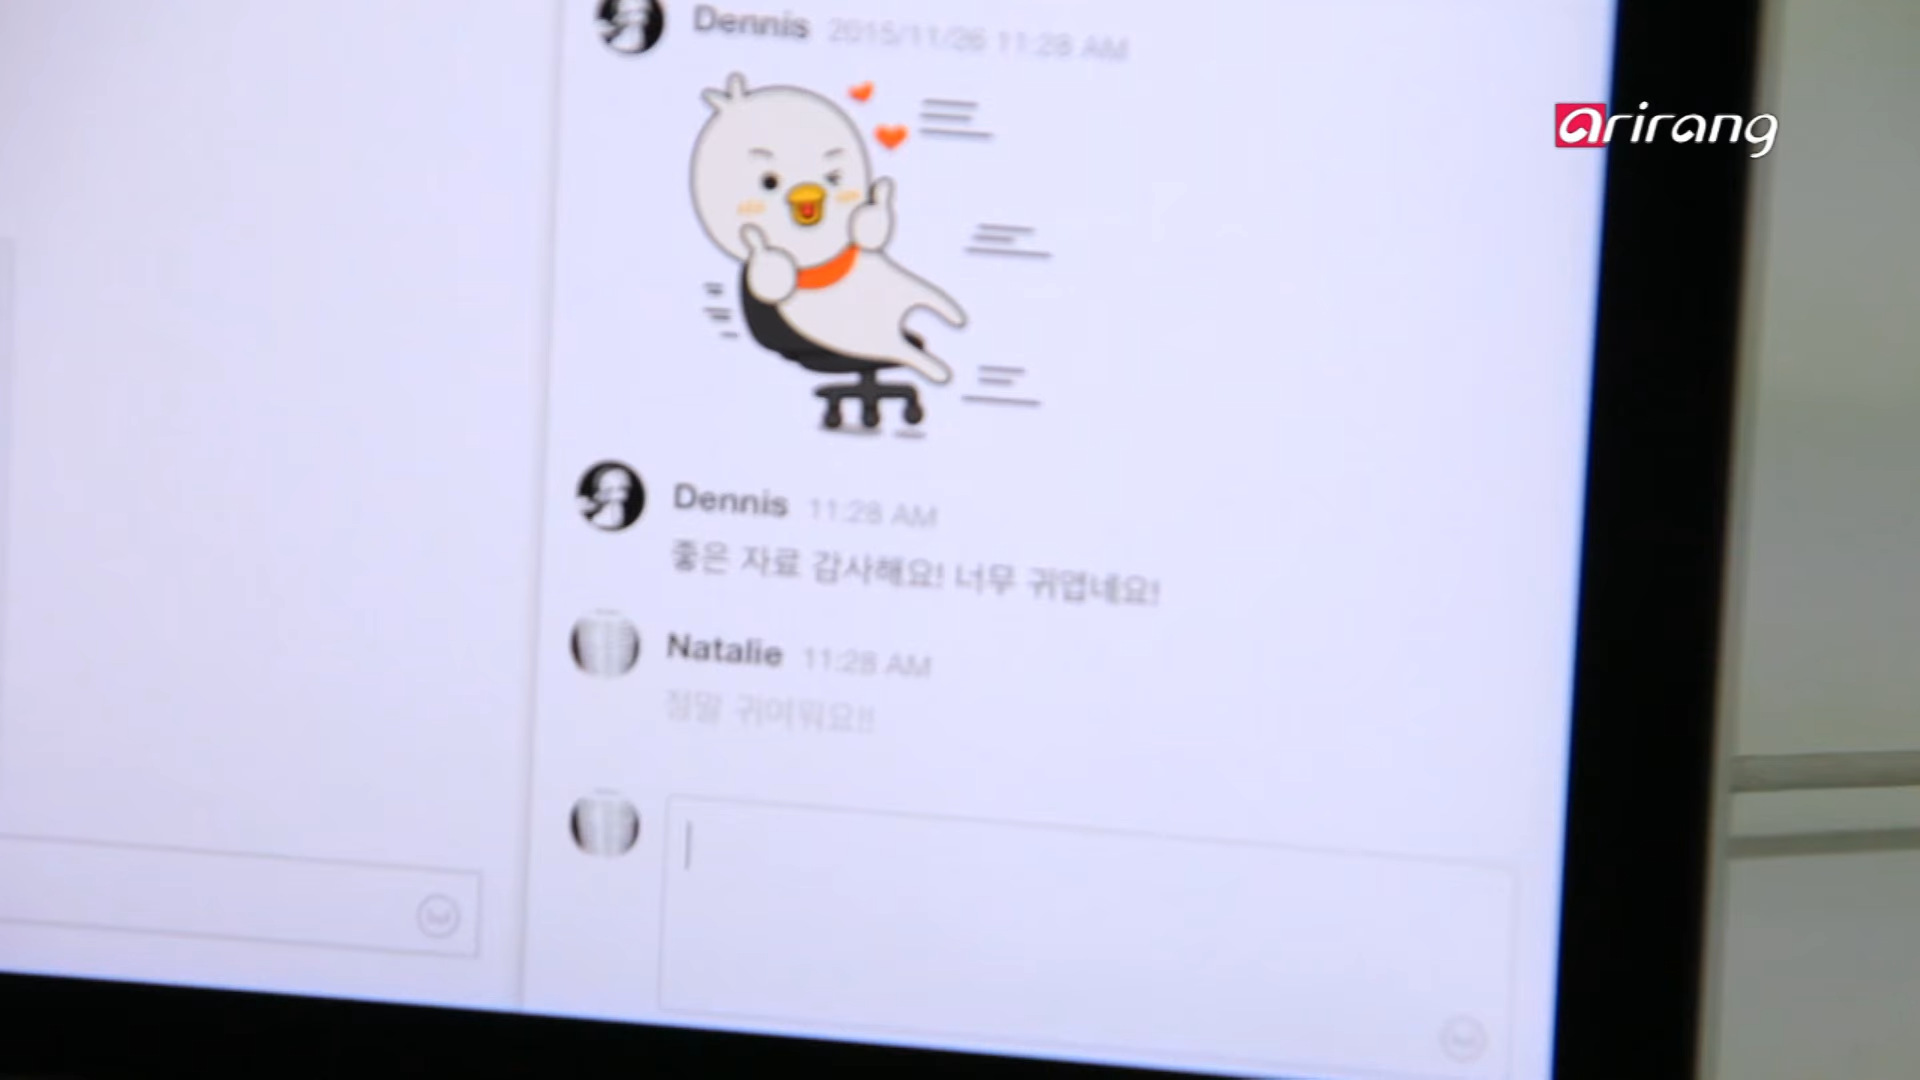 Dennis 2015/11/26 11:28 AM
arirang
Dennis 11:28 AM
좋은 자료 감사해요! 너무 귀엽네요!
Natalie 11:28 AM
정말 귀여워요!!